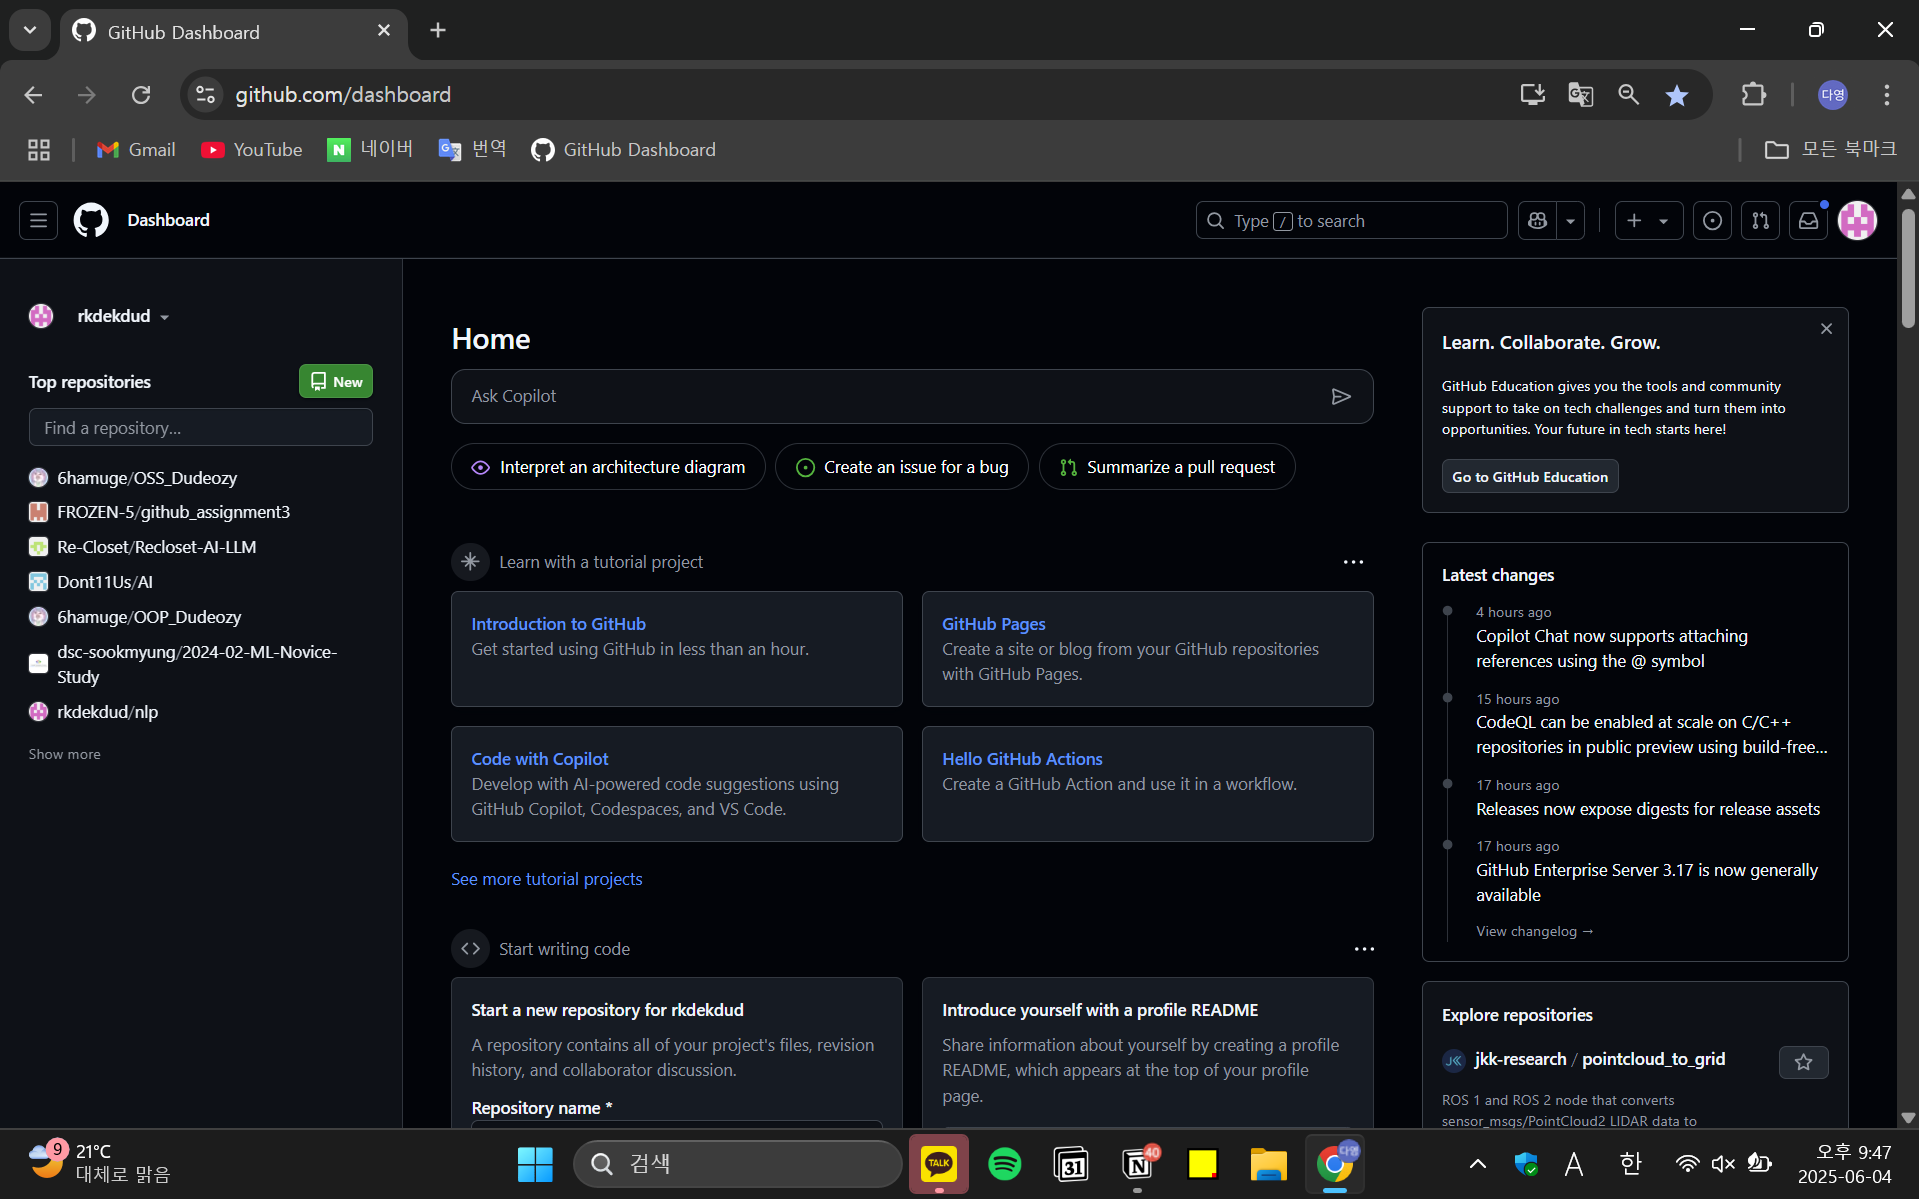 GitHub Dashboard
github.com/dashboard
다영
Gmail
YouTube
네이버
번역
GitHub Dashboard
모든 북마크
Dashboard
Type / to search
rkdekdud
Top repositories
New
Find a repository...
6hamuge/OSS_Dudeozy
FROZEN-5/github_assignment3
Re-Closet/Recloset-AI-LLM
Dont11Us/AI
6hamuge/OOP_Dudeozy
dsc-sookmyung/2024-02-ML-Novice-
Study
rkdekdud/nlp
Show more
Home
Ask Copilot
Interpret an architecture diagram
Create an issue for a bug
Summarize a pull request
Learn with a tutorial project
Introduction to GitHub
Get started using GitHub in less than an hour.
GitHub Pages
Create a site or blog from your GitHub repositories
with GitHub Pages.
Code with Copilot
Develop with AI-powered code suggestions using
GitHub Copilot, Codespaces, and VS Code.
Hello GitHub Actions
Create a GitHub Action and use it in a workflow.
See more tutorial projects
Start writing code
Start a new repository for rkdekdud
A repository contains all of your project's files, revision
history, and collaborator discussion.
Repository name *
Introduce yourself with a profile README
Share information about yourself by creating a profile
README, which appears at the top of your profile
page.
Learn. Collaborate. Grow.
GitHub Education gives you the tools and community
support to take on tech challenges and turn them into
opportunities. Your future in tech starts here!
Go to GitHub Education
Latest changes
4 hours ago
Copilot Chat now supports attaching
references using the @ symbol
15 hours ago
CodeQL can be enabled at scale on C/C++
repositories in public preview using build-free...
17 hours ago
Releases now expose digests for release assets
17 hours ago
GitHub Enterprise Server 3.17 is now generally
available
View changelog →
Explore repositories
jkk-research / pointcloud_to_grid
ROS 1 and ROS 2 node that converts
sensor_msgs/PointCloud2 LIDAR data to
9
21°C
대체로 맑음
검색
TALK
31
40
다영
A
한
오후 9:47
2025-06-04